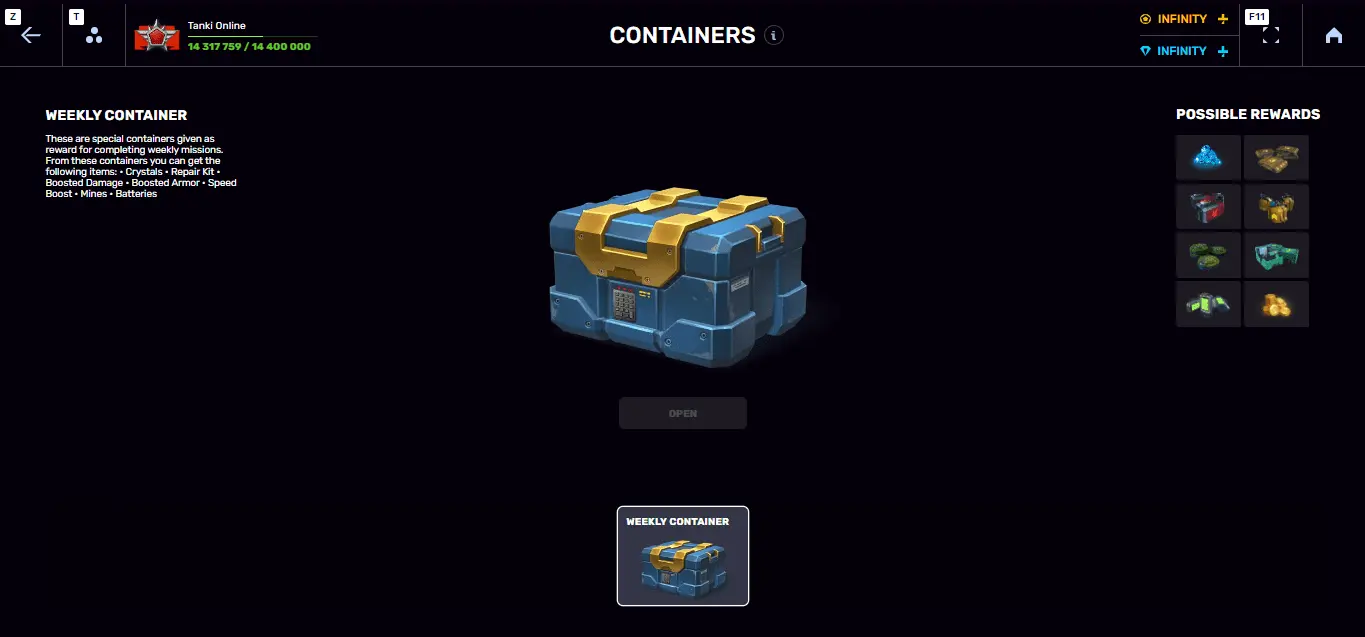 Z
T
Tanki Online
14 317 759 / 14 400 000
CONTAINERS
i
INFINITY
F11
INFINITY
WEEKLY CONTAINER
These are special containers given as
reward for completing weekly missions.
From these containers you can get the
following items: • Crystals • Repair Kit •
Boosted Damage • Boosted Armor • Speed
Boost • Mines • Batteries
POSSIBLE REWARDS
OPEN
WEEKLY CONTAINER